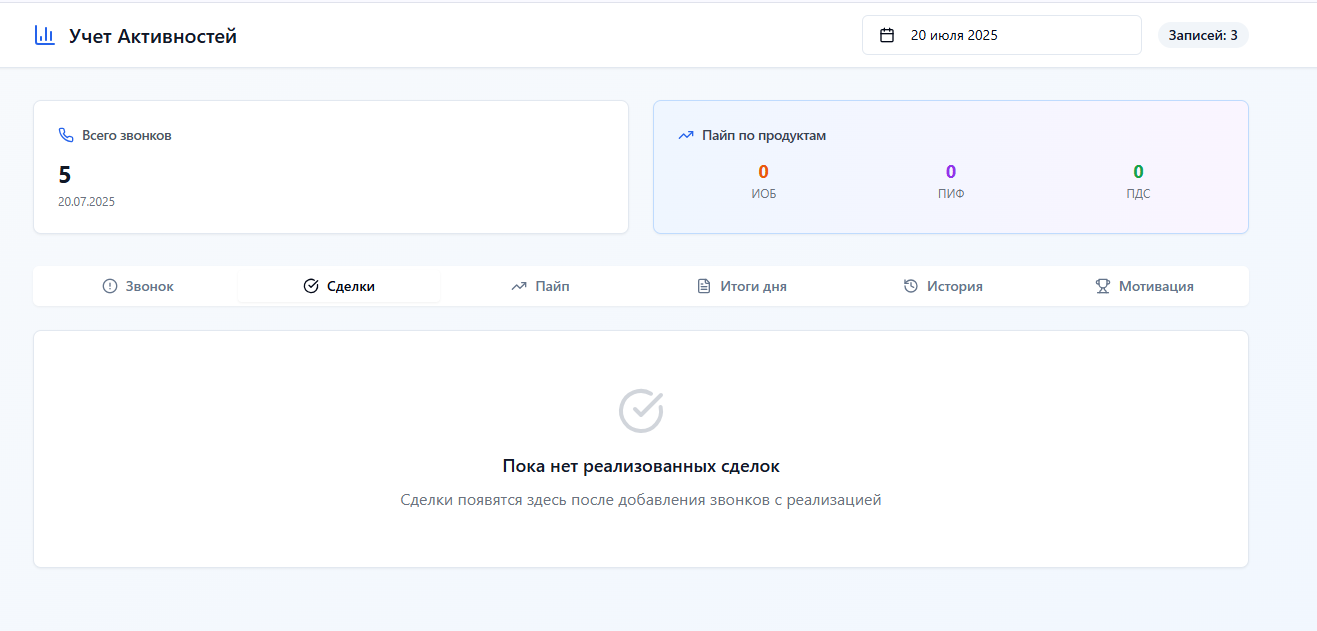 Учет Активностей
20 июля 2025
Записей: 3
Всего звонков
5
20.07.2025
Пайп по продуктам
0 0 0
ИОБ ПИФ ПДС
Звонок Сделки Пайп Итоги дня История Мотивация
Пока нет реализованных сделок
Сделки появятся здесь после добавления звонков с реализацией